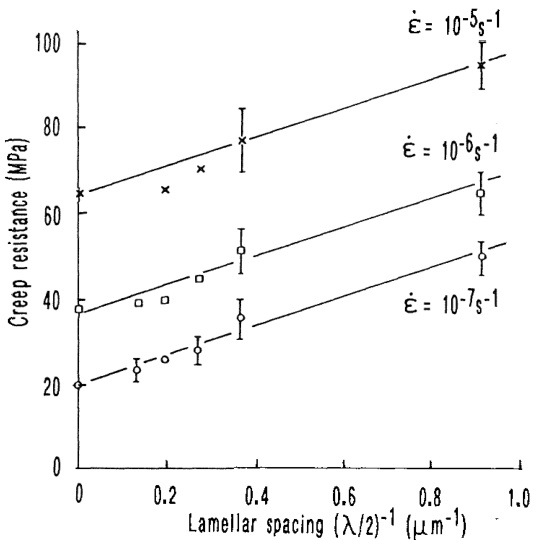 ε̇ = 10⁻⁵s⁻¹
100
80
ε̇ = 10⁻⁶s⁻¹
60
40
ε̇ = 10⁻⁷s⁻¹
20
0
Creep resistance (MPa)
0 0.2 0.4 0.6 0.8 1.0
Lamellar spacing (λ/2)⁻¹ (μm⁻¹)